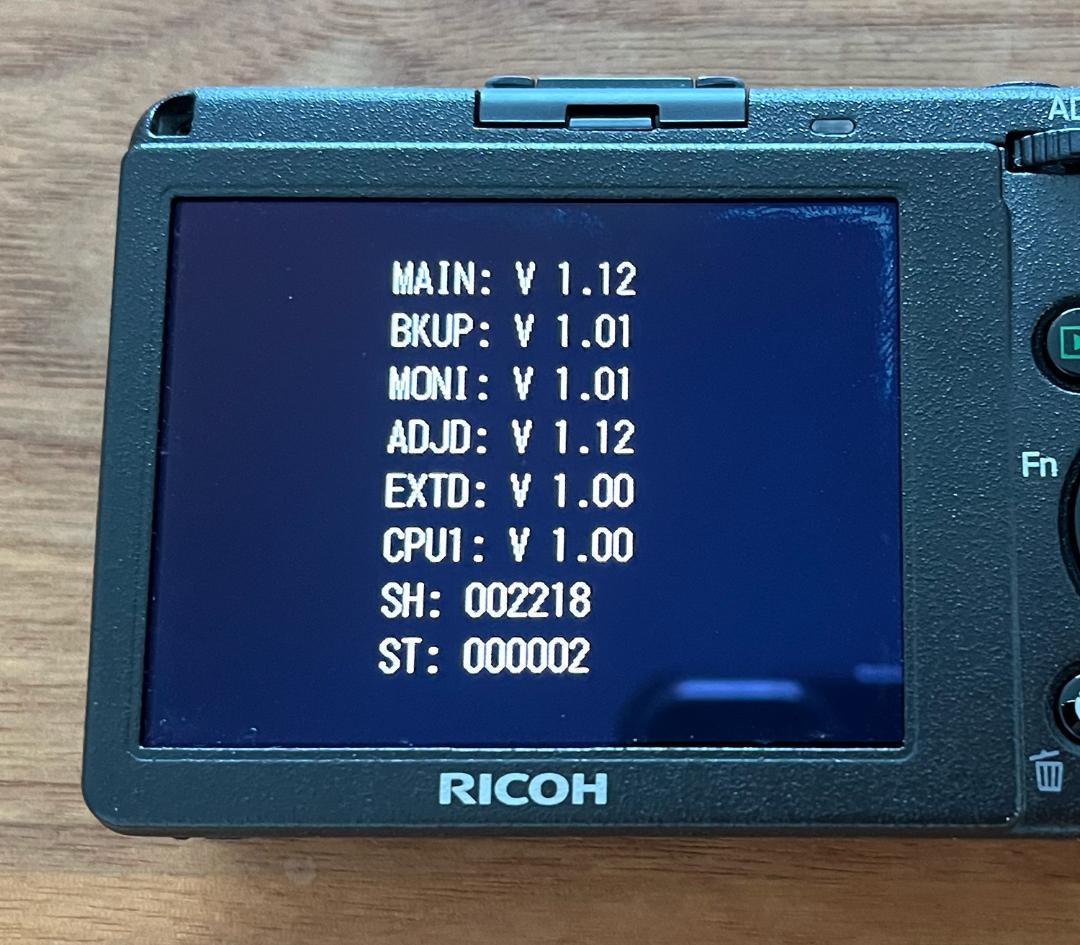 AD
MAIN: V 1.12
BKUP: V 1.01
MONI: V 1.01
ADJD: V 1.12
Fn
EXTD: V 1.00
CPU1: V 1.00
SH: 002218
ST: 000002
RICOH